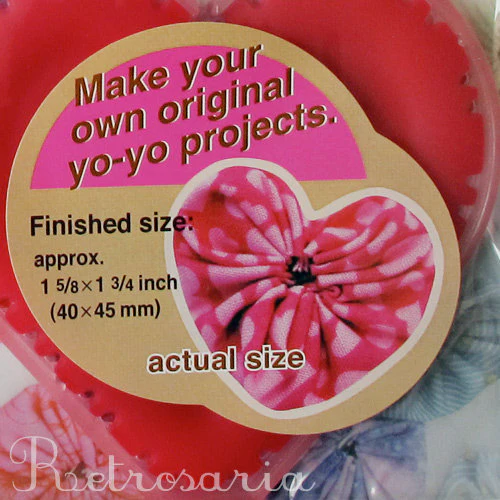 Make your
own original
yo-yo projects.
Finished size:
approx.
1 5/8×1 3/4 inch
(40×45 mm)
actual size
Retrosaria